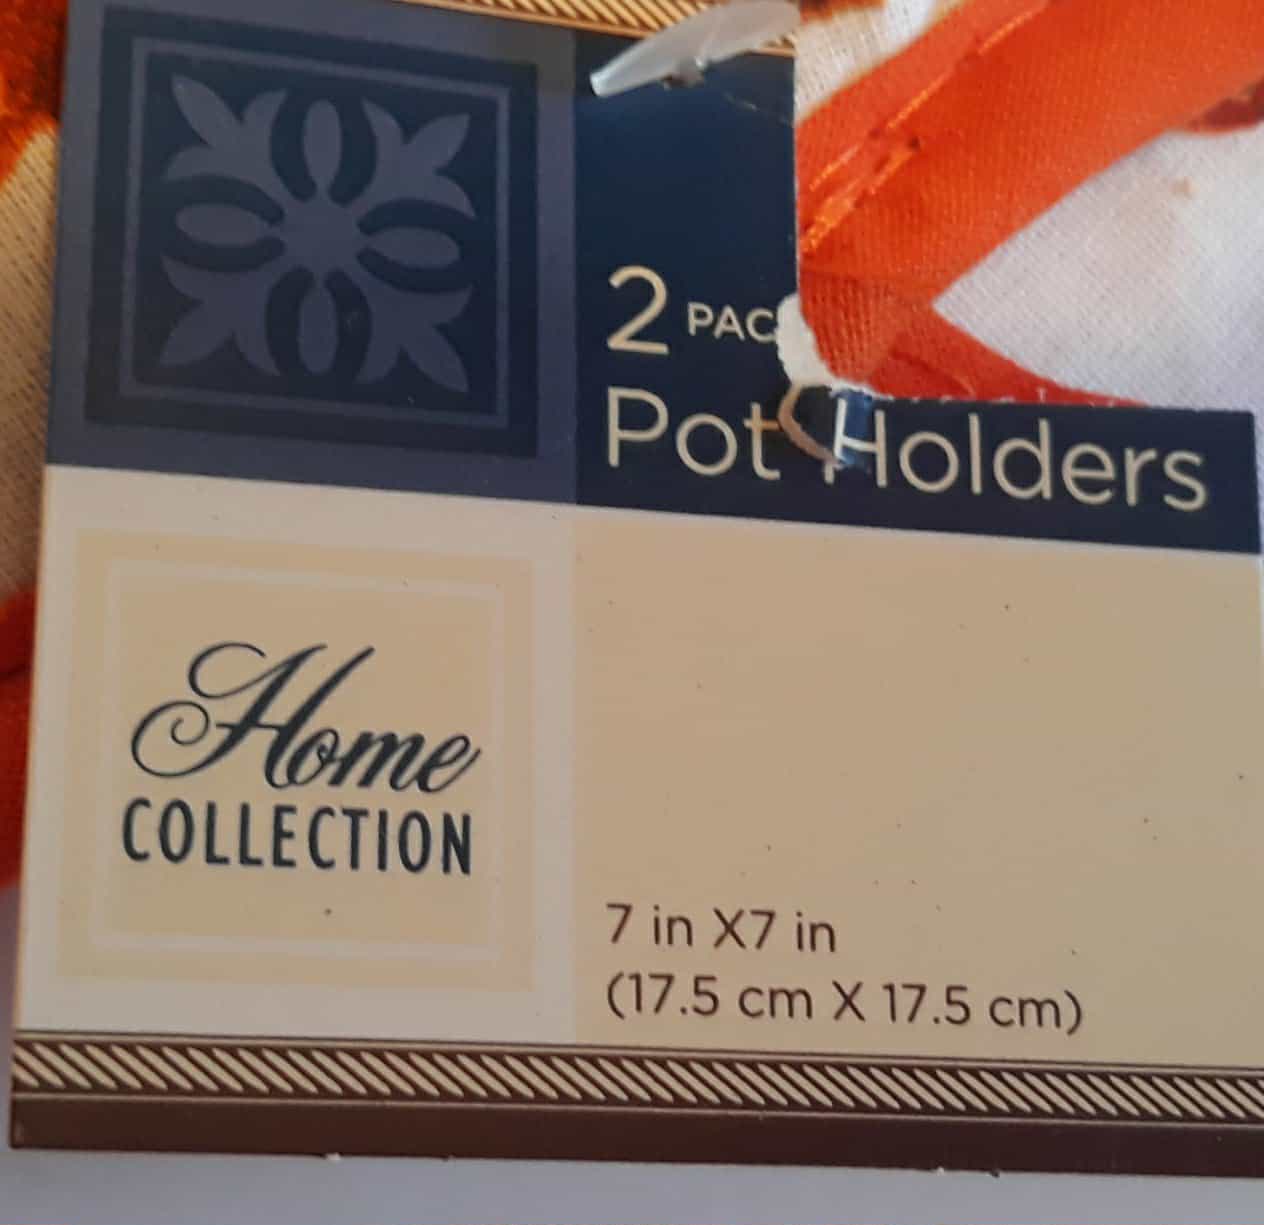 2 PAC
Pot Holders
Home
COLLECTION
7 in X7 in
(17.5 cm X 17.5 cm)